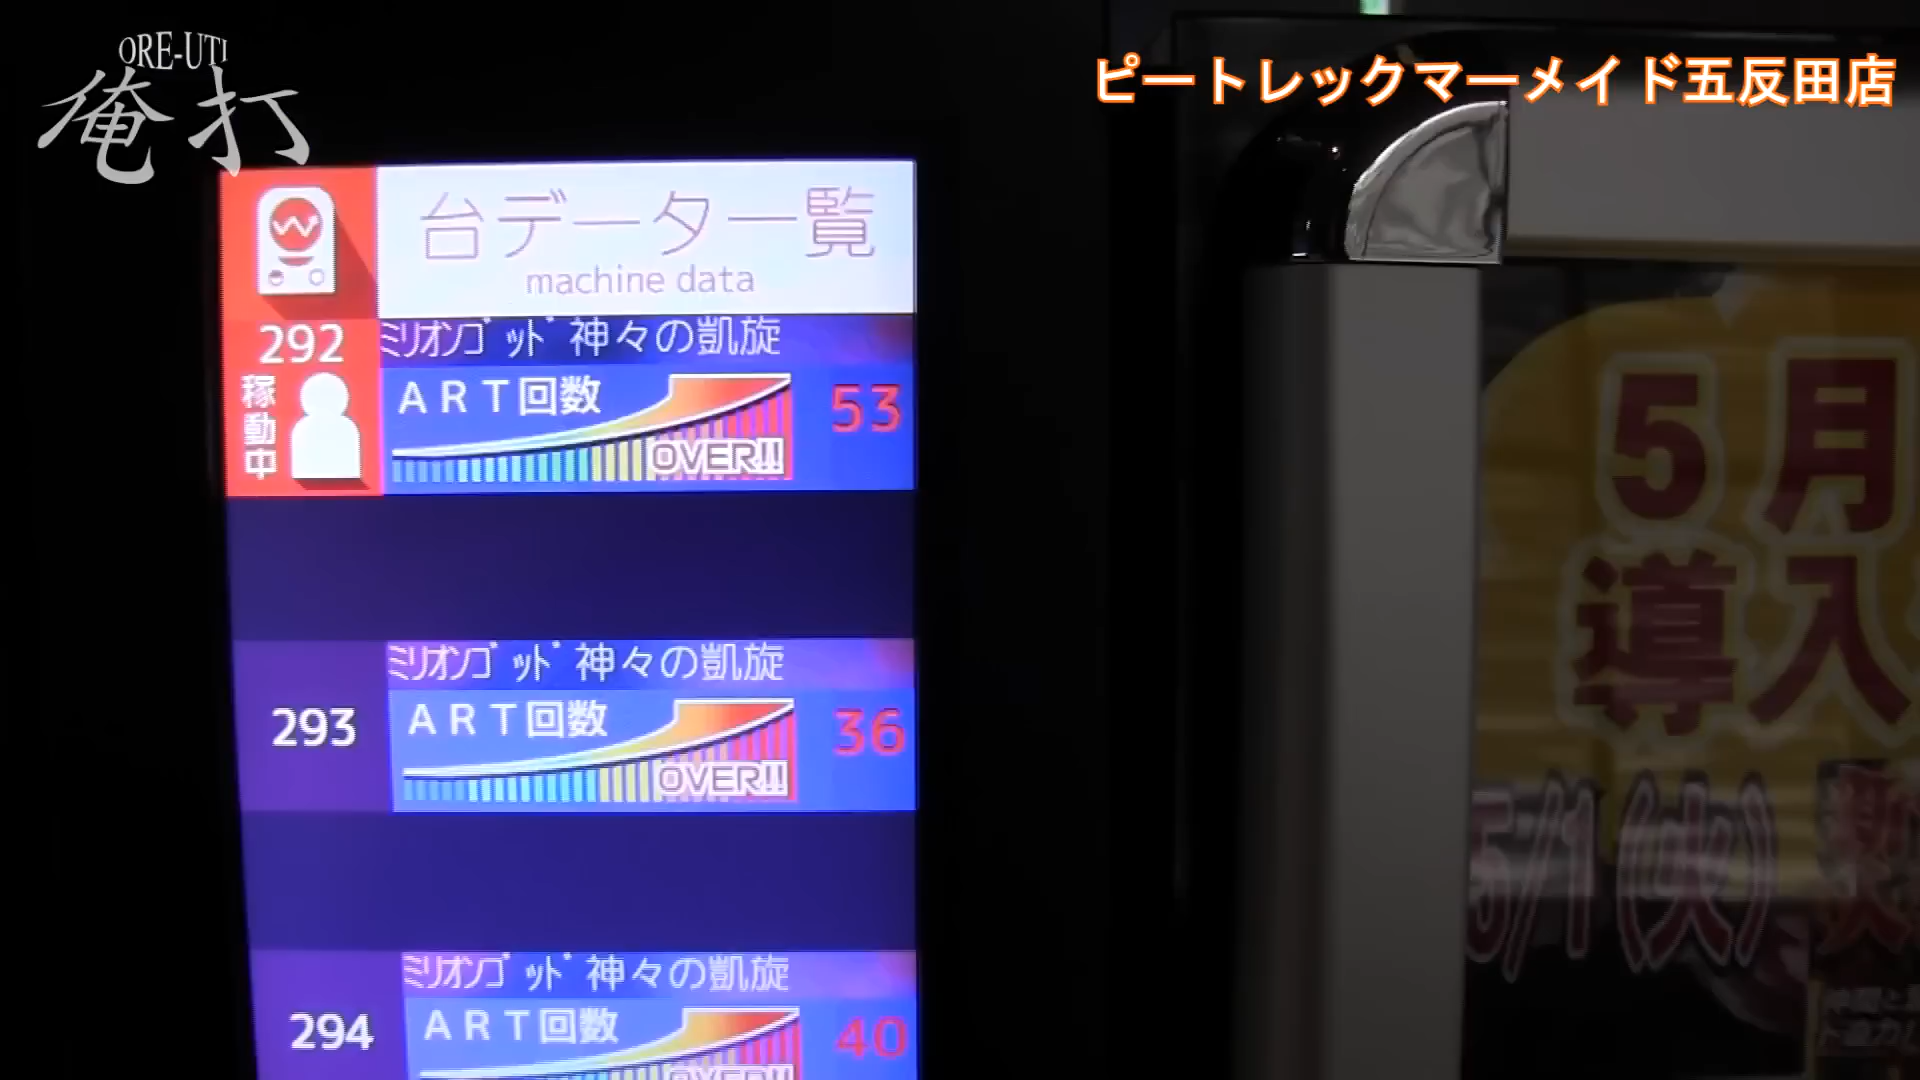 ORE-UTI
俺打
ピートレックマーメイド五反田店
台データ一覧
machine data
292
ミリオンゴッド神々の凱旋
稼動中
ART回数
53
OVER!!
293
ミリオンゴッド神々の凱旋
ART回数
36
OVER!!
294
ミリオンゴッド神々の凱旋
ART回数
40
OVER!!
5月
導入
5/1(火)